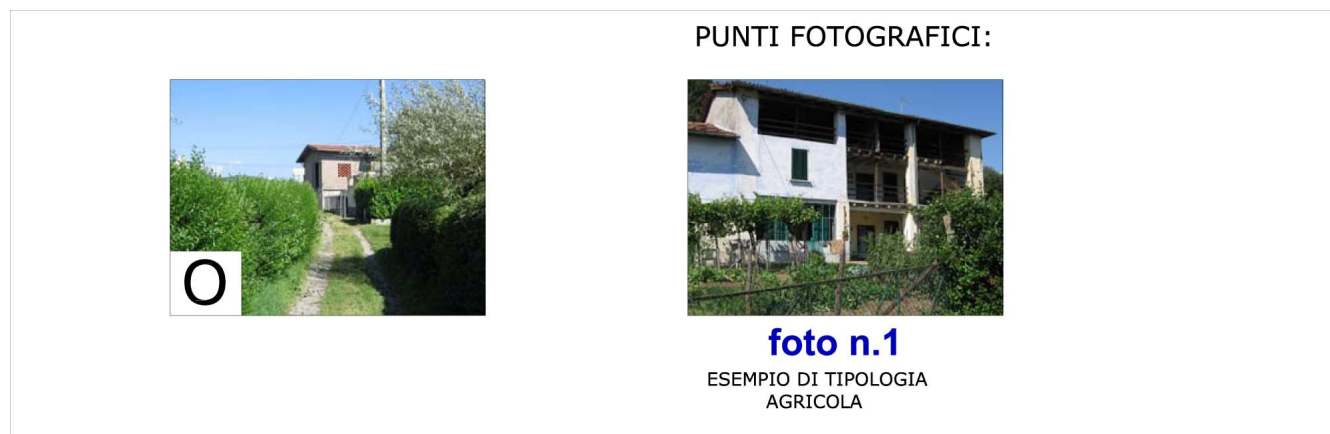 PUNTI FOTOGRAFICI:
O
foto n.1
ESEMPIO DI TIPOLOGIA
AGRICOLA